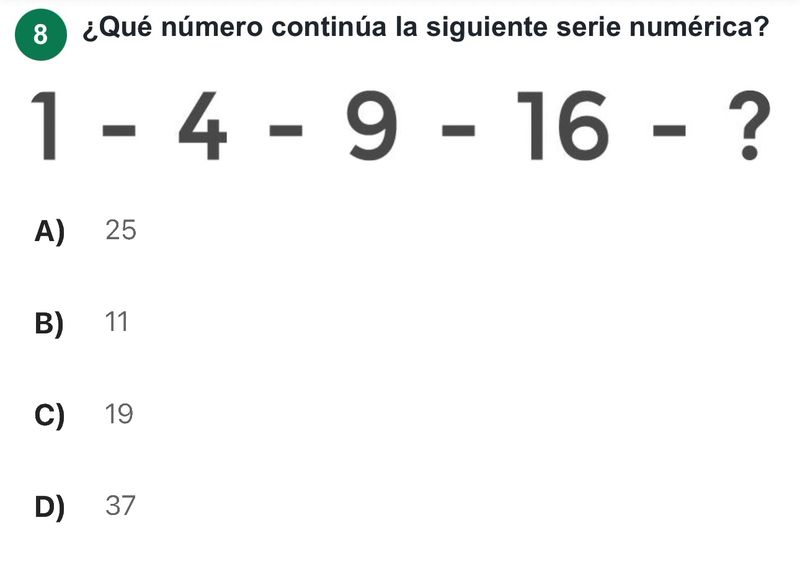 8 ¿Qué número continúa la siguiente serie numérica?
1 - 4 - 9 - 16 - ?
A) 25
B) 11
C) 19
D) 37